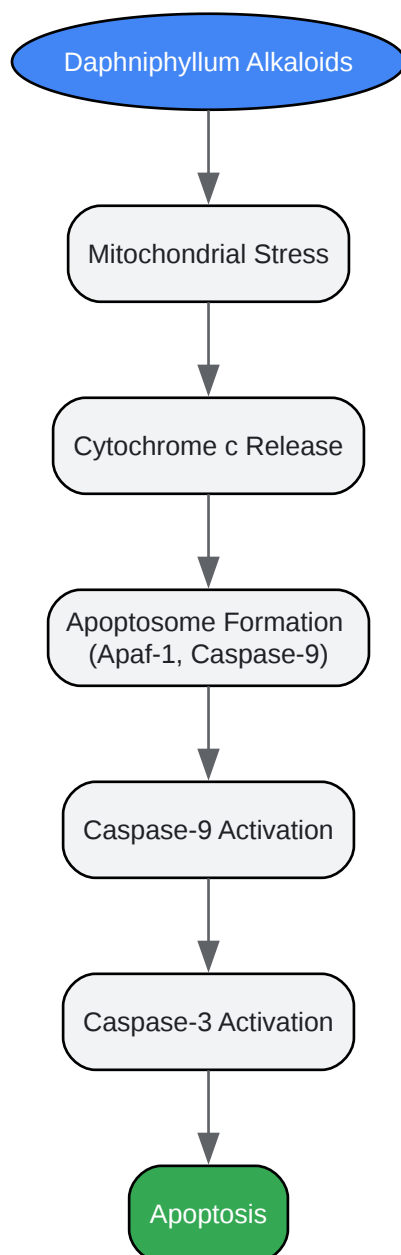 Daphniphyllum Alkaloids
Mitochondrial Stress
Cytochrome c Release
Apoptosome Formation
(Apaf-1, Caspase-9)
Caspase-9 Activation
Caspase-3 Activation
Apoptosis